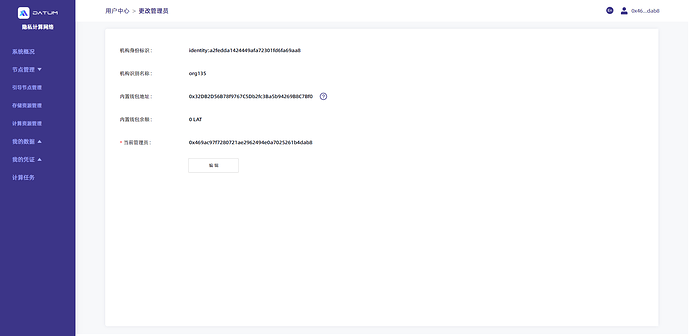 DATUM
隐私计算网络
系统概况
节点管理
引导节点管理
存储资源管理
计算资源管理
我的数据
我的凭证
计算任务
用户中心 > 更改管理员
0x46...dab8
机构身份标识： identity:a2fedda1424449afa72301fd6fa69aa8
机构识别名称： org135
内置钱包地址： 0x32DB2D56B78f9767C5Db2fc3Ba5b94269B8C7Bf0
内置钱包余额： 0 LAT
* 当前管理员： 0x469ac97f7280721ae2962494e0a7025261b4dab8
编 辑